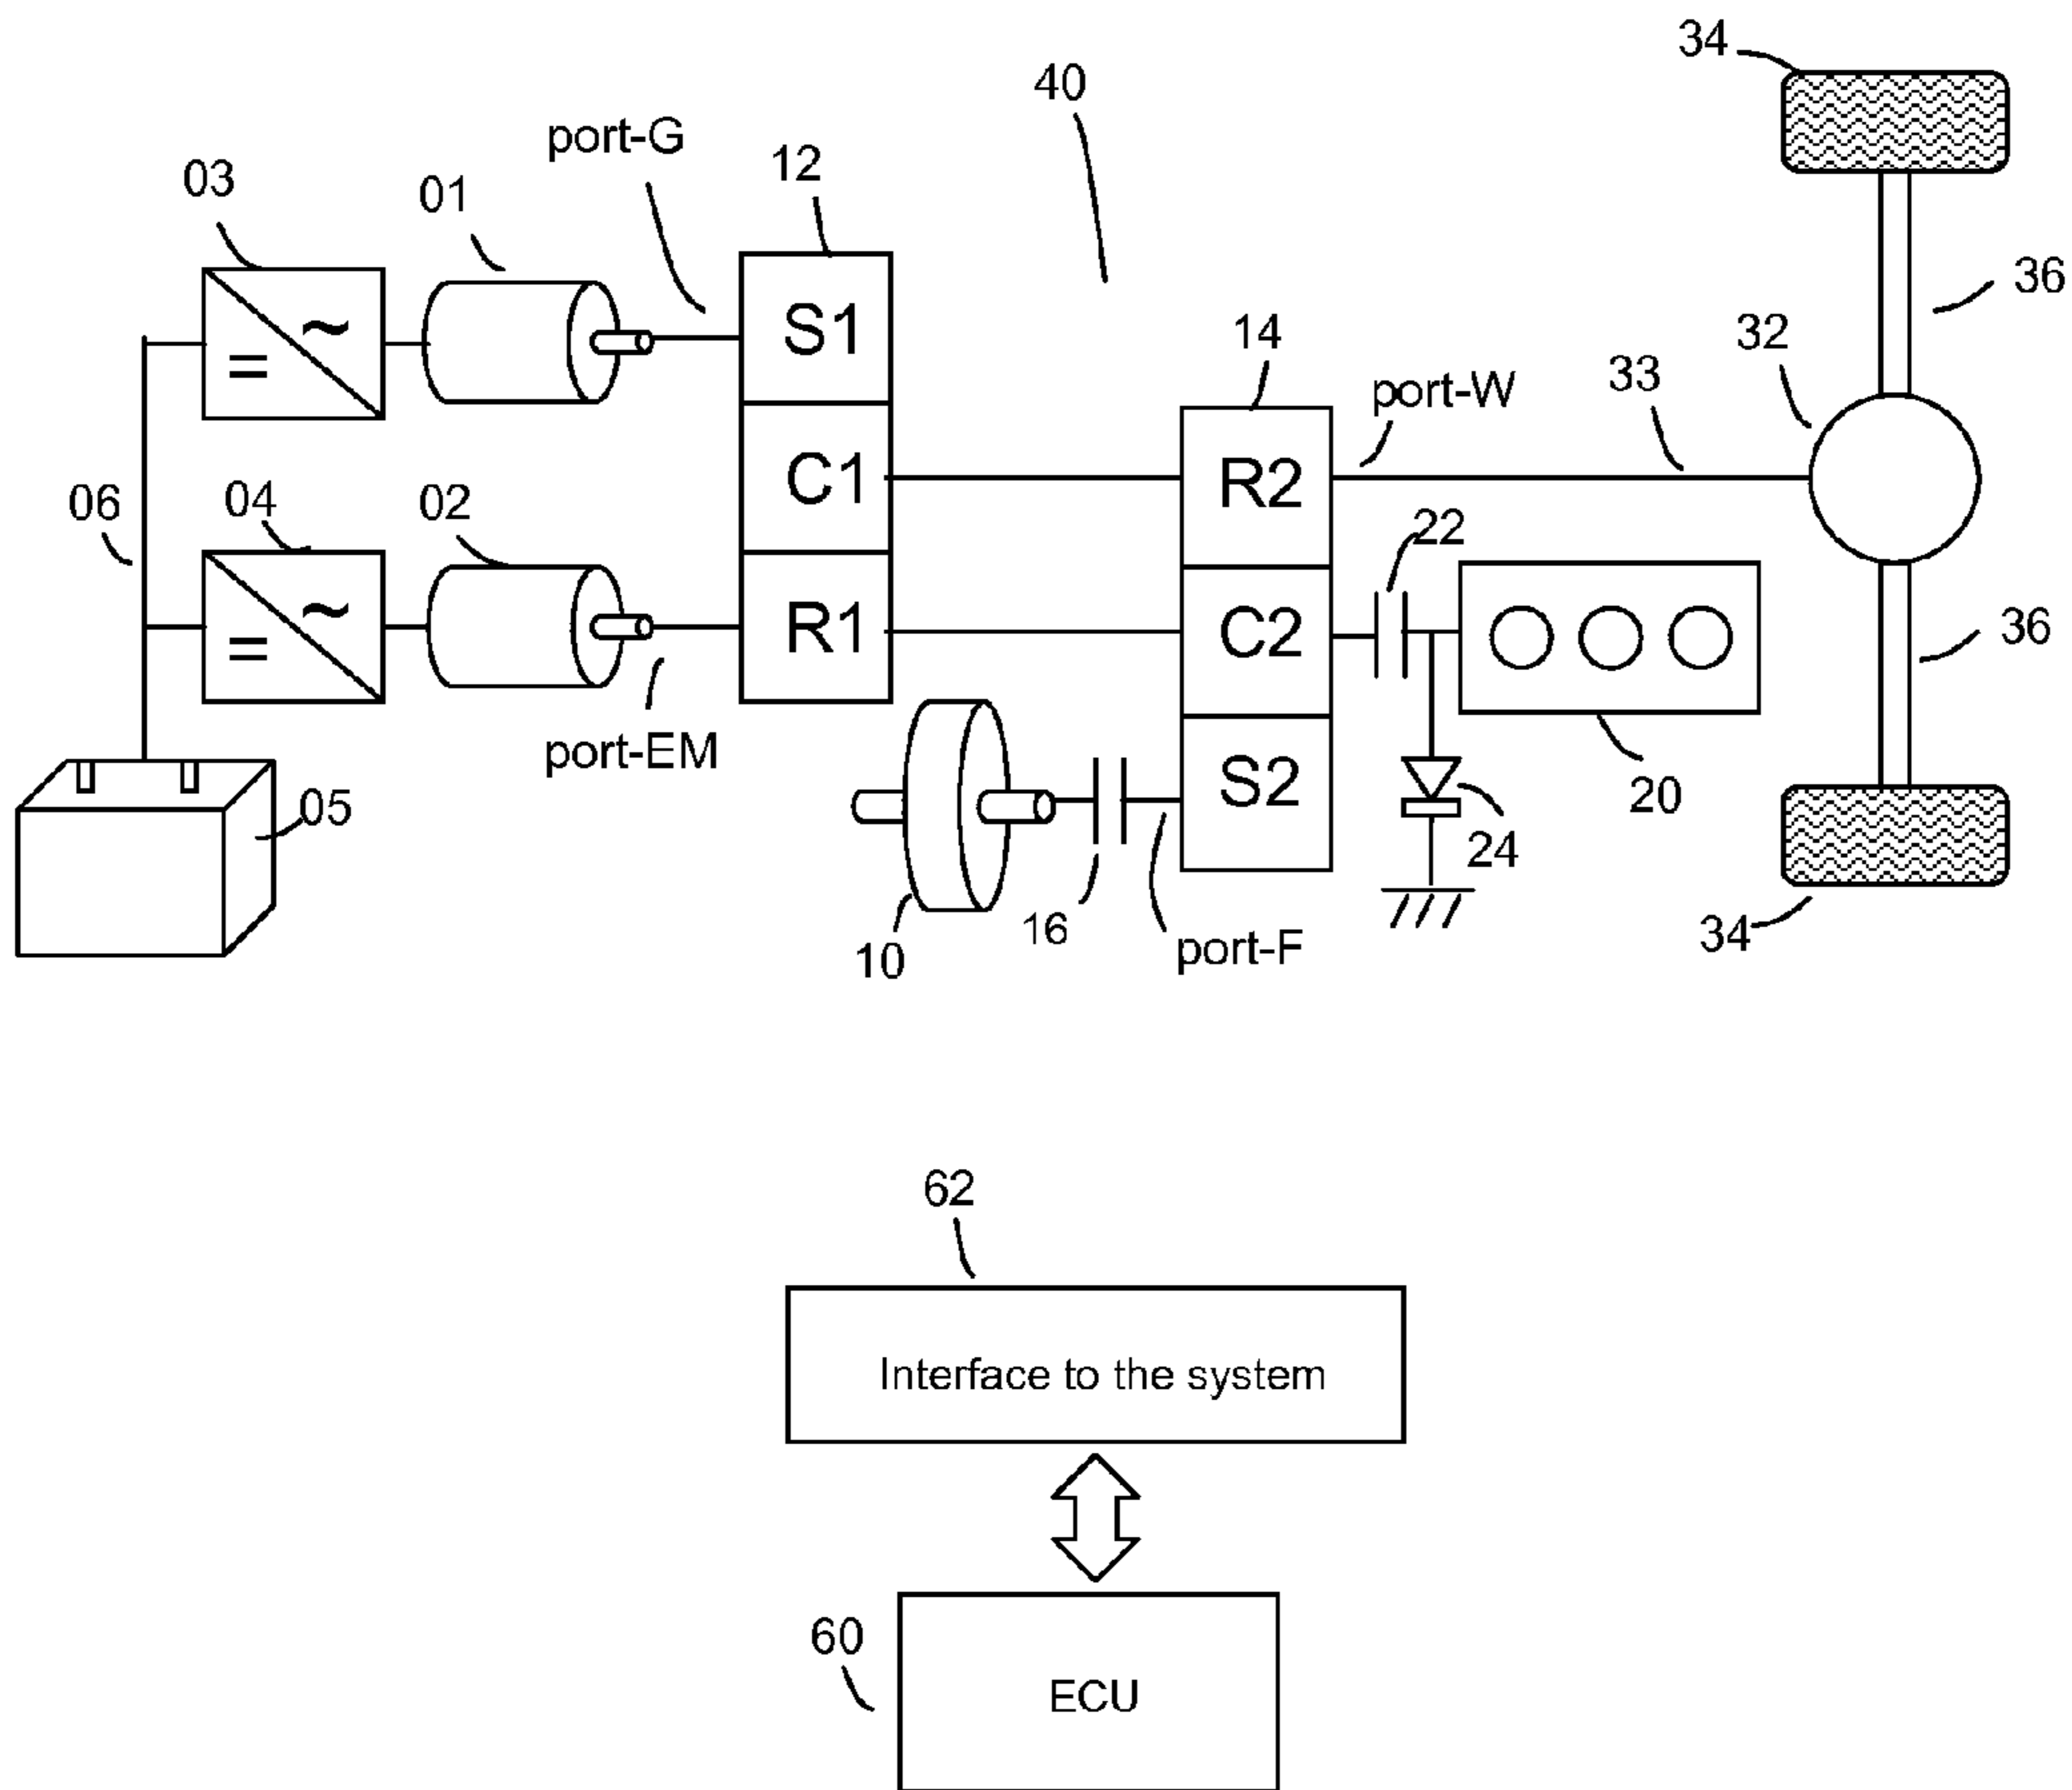 34
40
port-G
12
03
01
S1
36
14
32
port-W
33
C1
R2
06
04
02
22
R1
C2
36
port-EM
S2
05
20
24
16
10
port-F
34
62
Interface to the system
60
ECU
=
~
=
~